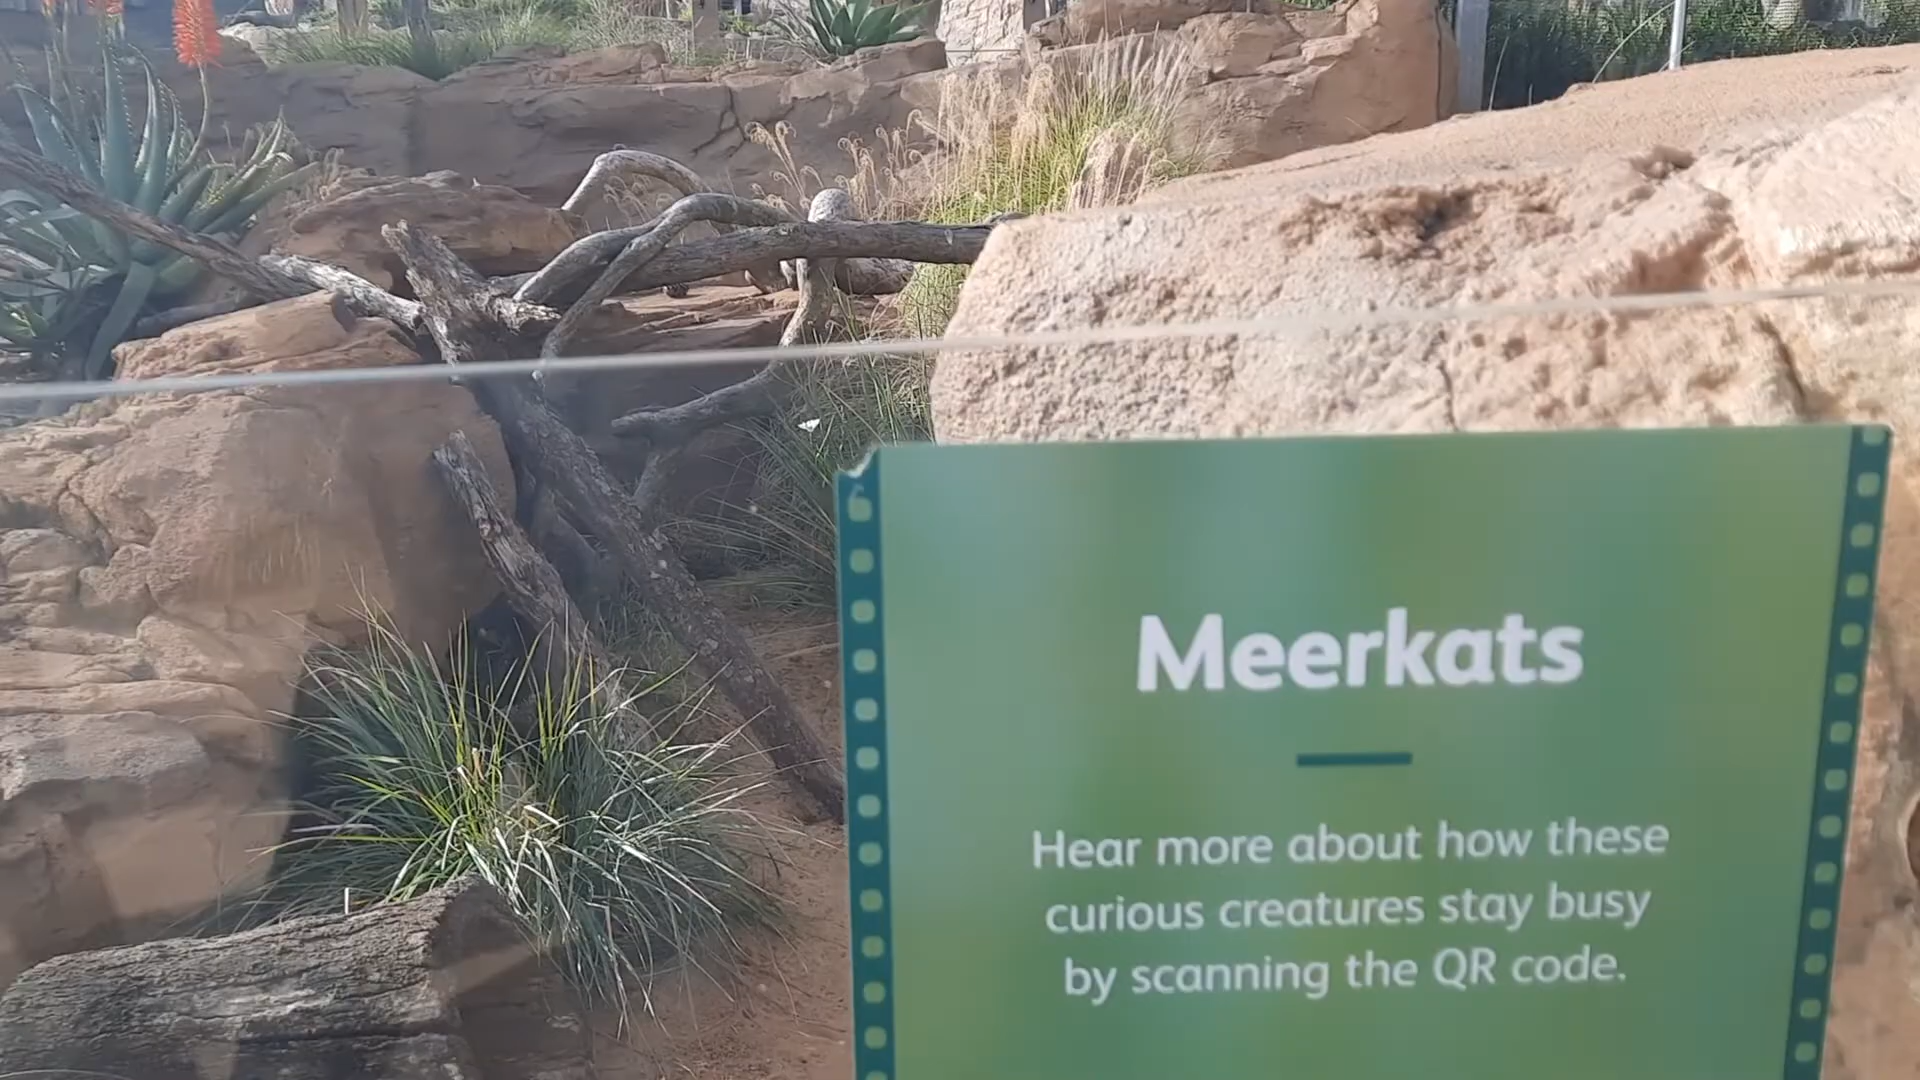 Meerkats
Hear more about how these
curious creatures stay busy
by scanning the QR code.